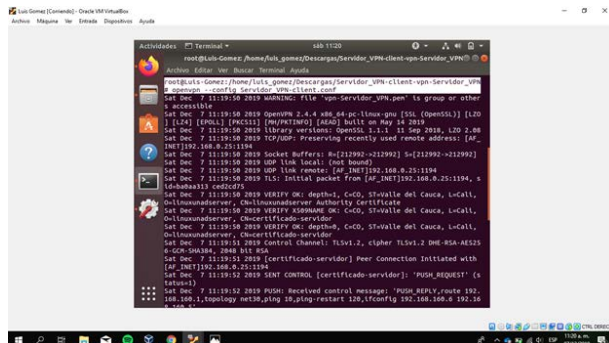 Luis Gomez [Corriendo] - Oracle VM VirtualBox
Archivo Máquina Ver Entrada Dispositivos Ayuda
Actividades Terminal sáb 11:20
root@Luis-Gomez: /home/luis_gomez/Descargas/Servidor_VPN-client-vpn-Servidor_VPN
Archivo Editar Ver Buscar Terminal Ayuda
root@Luis-Gomez:/home/luis_gomez/Descargas/Servidor_VPN-client-vpn-Servidor_VPN
# openvpn --config Servidor_VPN-client.conf
Sat Dec 7 11:19:50 2019 WARNING: file 'vpn-Servidor_VPN.pem' is group or other
s accessible
Sat Dec 7 11:19:50 2019 OpenVPN 2.4.4 x86_64-pc-linux-gnu [SSL (OpenSSL)] [LZO
] [LZ4] [EPOLL] [PKCS11] [MH/PKTINFO] [AEAD] built on May 14 2019
Sat Dec 7 11:19:50 2019 library versions: OpenSSL 1.1.1 11 Sep 2018, LZO 2.08
Sat Dec 7 11:19:50 2019 TCP/UDP: Preserving recently used remote address: [AF_
INET]192.168.0.25:1194
Sat Dec 7 11:19:50 2019 Socket Buffers: R=[212992->212992] S=[212992->212992]
Sat Dec 7 11:19:50 2019 UDP link local: (not bound)
Sat Dec 7 11:19:50 2019 UDP link remote: [AF_INET]192.168.0.25:1194
Sat Dec 7 11:19:50 2019 TLS: Initial packet from [AF_INET]192.168.0.25:1194, s
id=ba0aa313 ced2cd75
Sat Dec 7 11:19:50 2019 VERIFY OK: depth=1, C=CO, ST=Valle del Cauca, L=Cali,
O=linuxunadserver, CN=linuxunadserver Authority Certificate
Sat Dec 7 11:19:50 2019 VERIFY X509NAME OK: C=CO, ST=Valle del Cauca, L=Cali,
O=linuxunadserver, CN=certificado-servidor
Sat Dec 7 11:19:50 2019 VERIFY OK: depth=0, C=CO, ST=Valle del Cauca, L=Cali,
O=linuxunadserver, CN=certificado-servidor
Sat Dec 7 11:19:51 2019 Control Channel: TLSv1.2, cipher TLSv1.2 DHE-RSA-AES25
6-GCM-SHA384, 2048 bit RSA
Sat Dec 7 11:19:51 2019 [certificado-servidor] Peer Connection Initiated with
[AF_INET]192.168.0.25:1194
Sat Dec 7 11:19:52 2019 SENT CONTROL [certificado-servidor]: 'PUSH_REQUEST' (s
tatus=1)
Sat Dec 7 11:19:52 2019 PUSH: Received control message: 'PUSH_REPLY,route 192.
168.160.1,topology net30,ping 10,ping-restart 120,ifconfig 192.168.160.6 192.16
8.160.5'
CTRL DEREC
ESP 11:20 p. m.